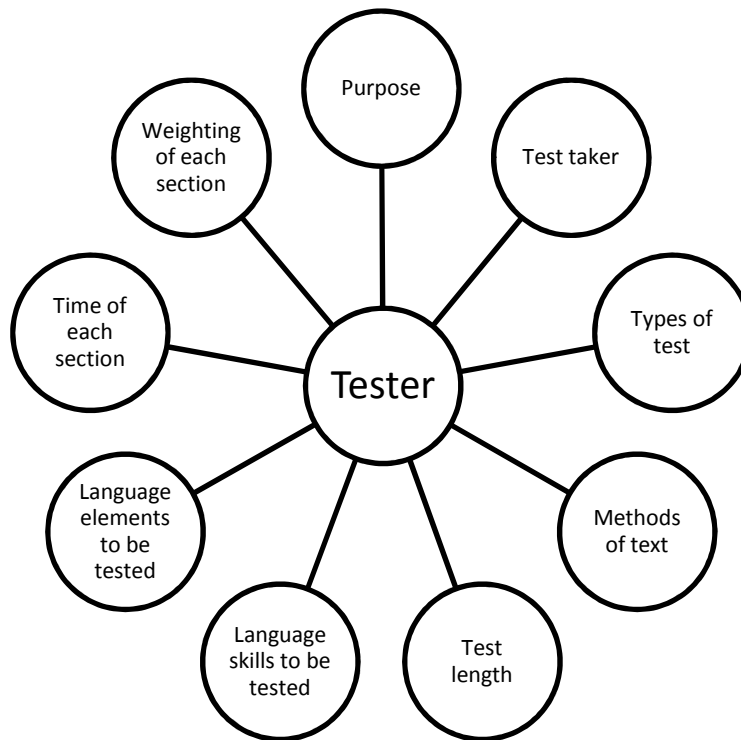 Purpose
Test taker
Types of
test
Methods
of text
Test
length
Language
skills to be
tested
Language
elements
to be
tested
Time of
each
section
Weighting
of each
section
Tester